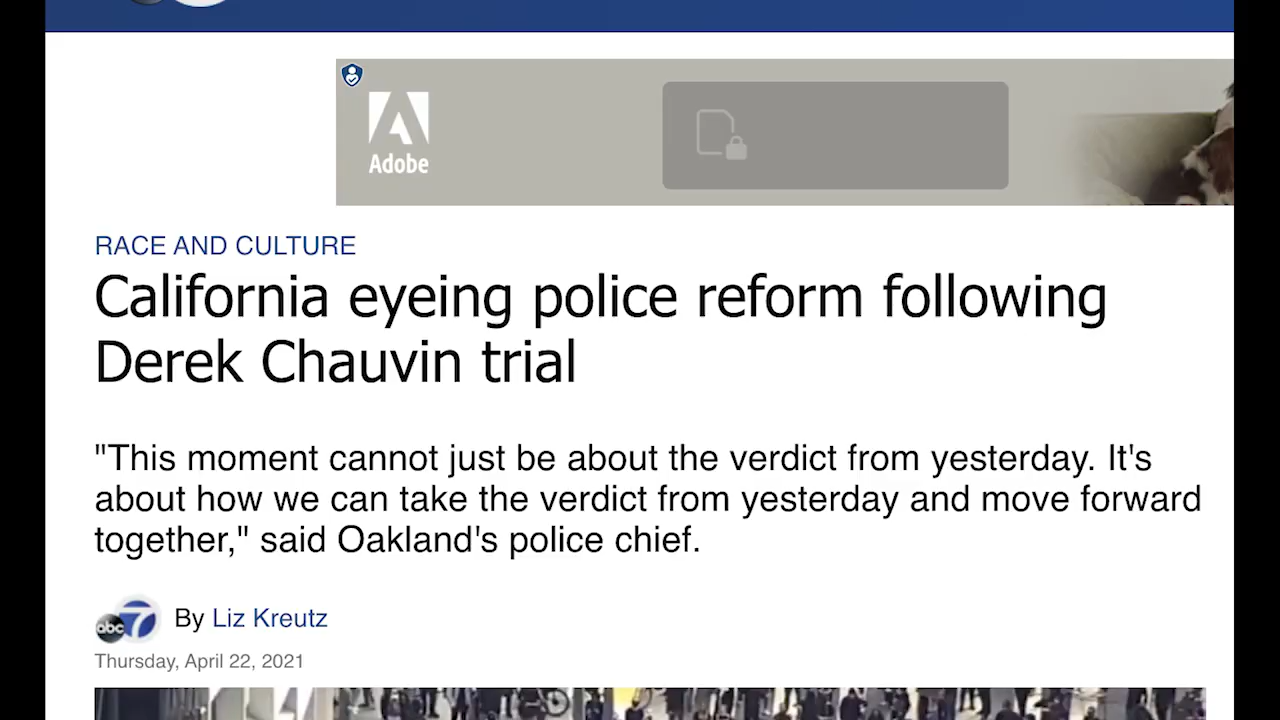 Adobe
RACE AND CULTURE
California eyeing police reform following
Derek Chauvin trial
"This moment cannot just be about the verdict from yesterday. It's
about how we can take the verdict from yesterday and move forward
together," said Oakland's police chief.
abc 7 By Liz Kreutz
Thursday, April 22, 2021